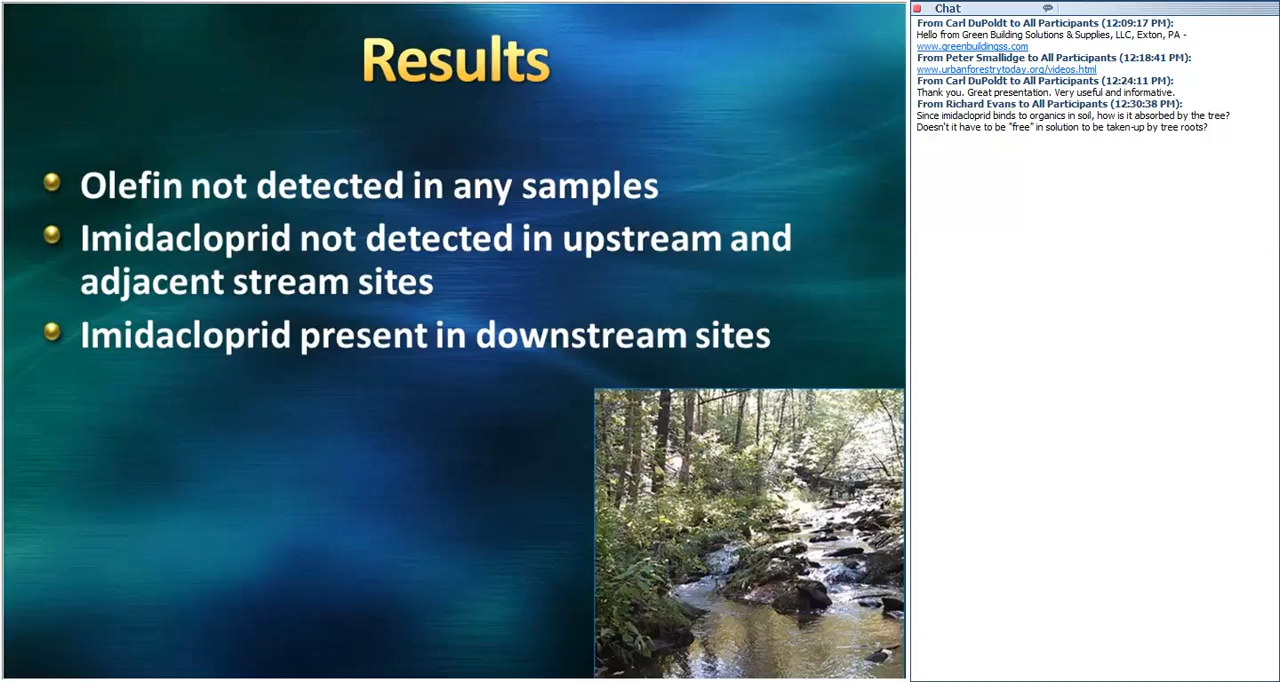 Results
Olefin not detected in any samples
Imidacloprid not detected in upstream and
adjacent stream sites
Imidacloprid present in downstream sites
Chat
From Carl DuPoldt to All Participants (12:09:17 PM):
Hello from Green Building Solutions & Supplies, LLC, Exton, PA -
www.greenbuildingss.com
From Peter Smallidge to All Participants (12:18:41 PM):
www.urbanforestrytoday.org/videos.html
From Carl DuPoldt to All Participants (12:24:11 PM):
Thank you. Great presentation. Very useful and informative.
From Richard Evans to All Participants (12:30:38 PM):
Since imidacloprid binds to organics in soil, how is it absorbed by the tree?
Doesn't it have to be "free" in solution to be taken-up by tree roots?